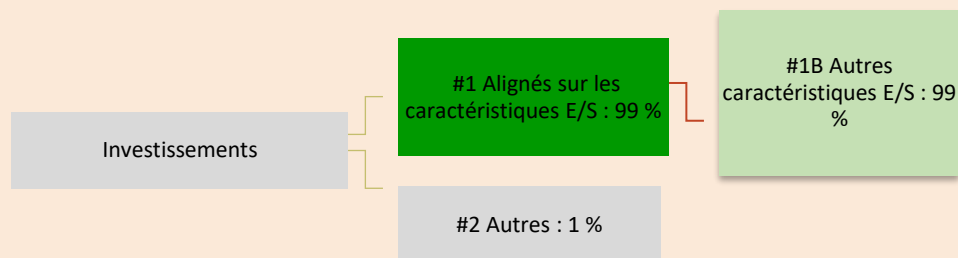 Investissements
#1 Alignés sur les
caractéristiques E/S : 99 %
#2 Autres : 1 %
#1B Autres
caractéristiques E/S : 99
%